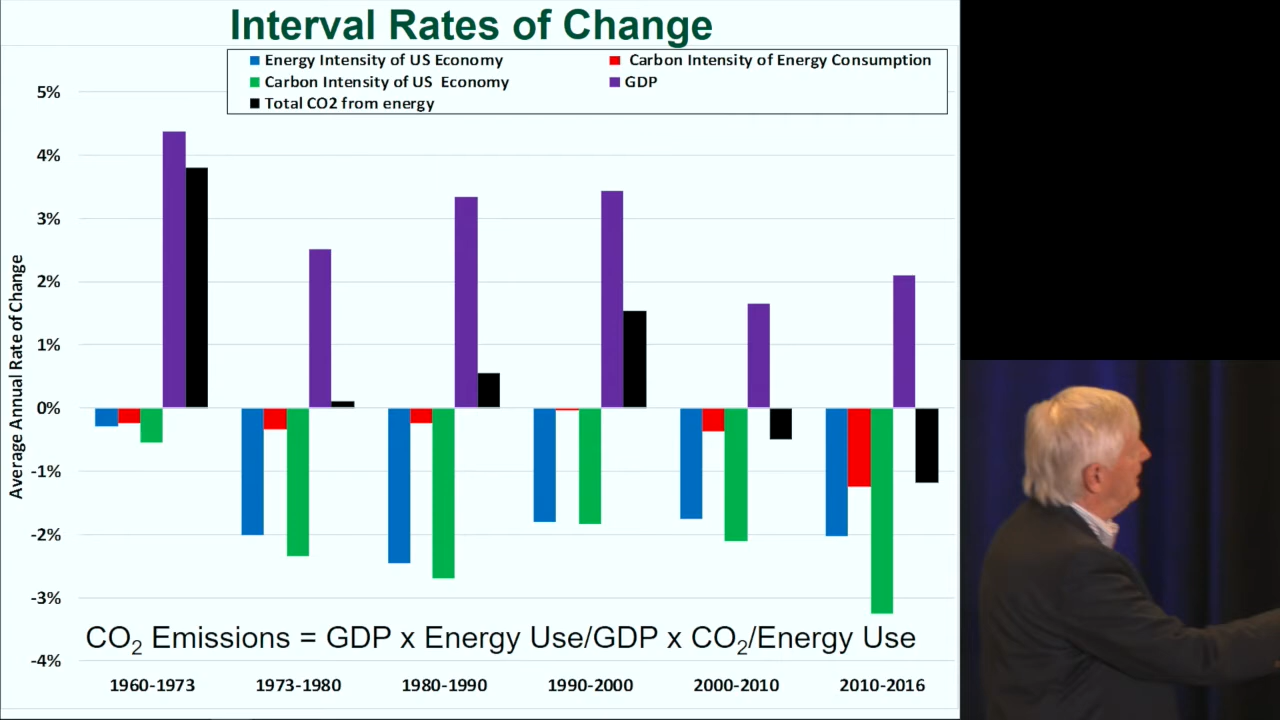 Interval Rates of Change
Energy Intensity of US Economy
Carbon Intensity of Energy Consumption
Carbon Intensity of US Economy
GDP
Total CO2 from energy
Average Annual Rate of Change
5%
4%
3%
2%
1%
0%
-1%
-2%
-3%
-4%
CO₂ Emissions = GDP x Energy Use/GDP x CO₂/Energy Use
1960-1973
1973-1980
1980-1990
1990-2000
2000-2010
2010-2016